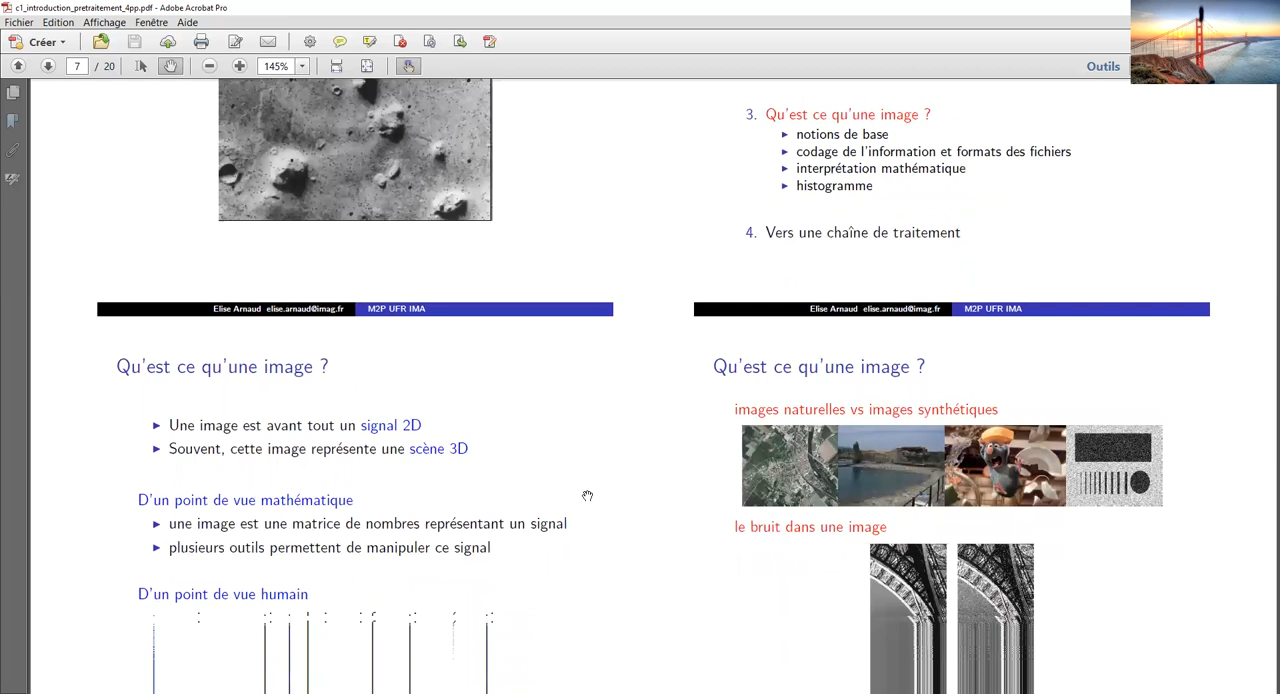 c1_introduction_pretraitement_4pp.pdf - Adobe Acrobat Pro
Fichier Edition Affichage Fenêtre Aide
Créer
7 / 20 145% Outils
3. Qu'est ce qu'une image ?
▶ notions de base
▶ codage de l'information et formats des fichiers
▶ interprétation mathématique
▶ histogramme
4. Vers une chaîne de traitement
Elise Arnaud elise.arnaud@imag.fr M2P UFR IMA
Elise Arnaud elise.arnaud@imag.fr M2P UFR IMA
Qu'est ce qu'une image ?
▶ Une image est avant tout un signal 2D
▶ Souvent, cette image représente une scène 3D
D'un point de vue mathématique
▶ une image est une matrice de nombres représentant un signal
▶ plusieurs outils permettent de manipuler ce signal
D'un point de vue humain
Qu'est ce qu'une image ?
images naturelles vs images synthétiques
le bruit dans une image